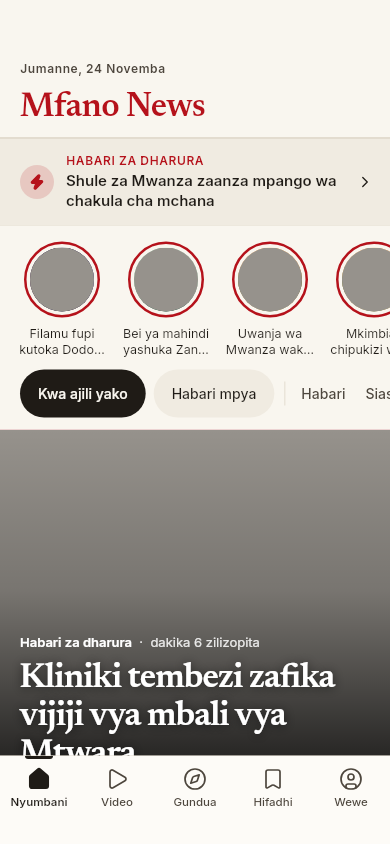 Jumanne, 24 Novemba
Mfano News
HABARI ZA DHARURA
Shule za Mwanza zaanza mpango wa
chakula cha mchana
Filamu fupi
kutoka Dodo...
Bei ya mahindi
yashuka Zan...
Uwanja wa
Mwanza wak...
Mkimbi
chipukizi
Kwa ajili yako
Habari mpya
Habari
Sias
Habari za dharura · dakika 6 zilizopita
Kliniki tembezi zafika
vijiji vya mbali vya
Mtwara
Nyumbani
Video
Gundua
Hifadhi
Wewe